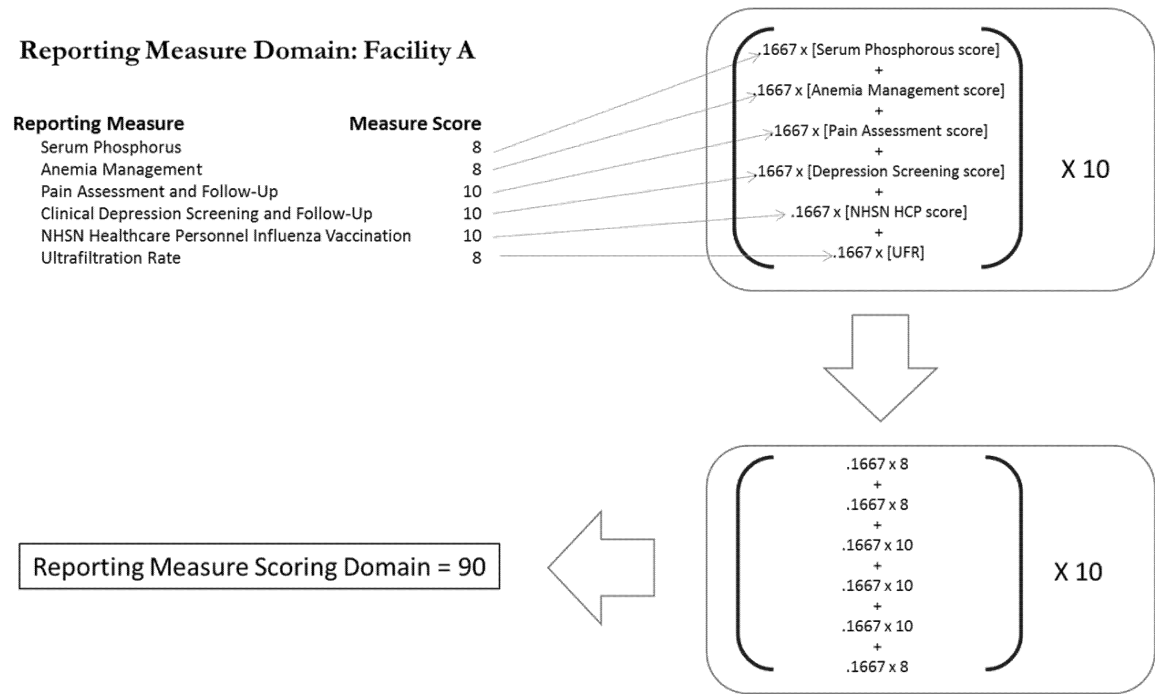 Reporting Measure Domain: Facility A
Reporting Measure Measure Score
Serum Phosphorus 8
Anemia Management 8
Pain Assessment and Follow-Up 10
Clinical Depression Screening and Follow-Up 10
NHSN Healthcare Personnel Influenza Vaccination 10
Ultrafiltration Rate 8
.1667 x [Serum Phosphorous score]
+
.1667 x [Anemia Management score]
+
.1667 x [Pain Assessment score]
+
.1667 x [Depression Screening score]
+
.1667 x [NHSN HCP score]
+
.1667 x [UFR]
X 10
.1667 x 8
+
.1667 x 8
+
.1667 x 10
+
.1667 x 10
+
.1667 x 10
+
.1667 x 8
X 10
Reporting Measure Scoring Domain = 90